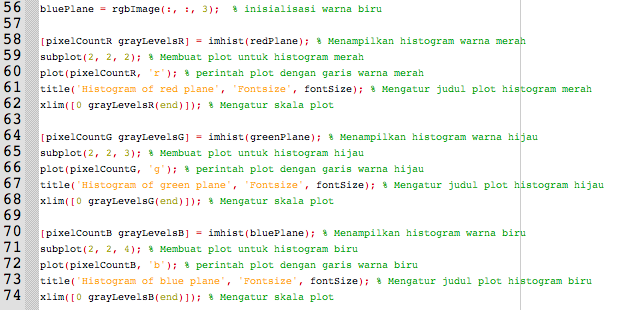 56 bluePlane = rgbImage(:, :, 3);  % inisialisasi warna biru
57
58 [pixelCountR grayLevelsR] = imhist(redPlane); % Menampilkan histogram warna merah
59 subplot(2, 2, 2); % Membuat plot untuk histogram merah
60 plot(pixelCountR, 'r'); % perintah plot dengan garis warna merah
61 title('Histogram of red plane', 'Fontsize', fontSize); % Mengatur judul plot histogram merah
62 xlim([0 grayLevelsR(end)]); % Mengatur skala plot
63
64 [pixelCountG grayLevelsG] = imhist(greenPlane); % Menampilkan histogram warna hijau
65 subplot(2, 2, 3); % Membuat plot untuk histogram hijau
66 plot(pixelCountG, 'g'); % perintah plot dengan garis warna hijau
67 title('Histogram of green plane', 'Fontsize', fontSize); % Mengatur judul plot histogram hijau
68 xlim([0 grayLevelsG(end)]); % Mengatur skala plot
69
70 [pixelCountB grayLevelsB] = imhist(bluePlane); % Menampilkan histogram warna biru
71 subplot(2, 2, 4); % Membuat plot untuk histogram biru
72 plot(pixelCountB, 'b'); % perintah plot dengan garis warna biru
73 title('Histogram of blue plane', 'Fontsize', fontSize); % Mengatur judul plot histogram biru
74 xlim([0 grayLevelsB(end)]); % Mengatur skala plot